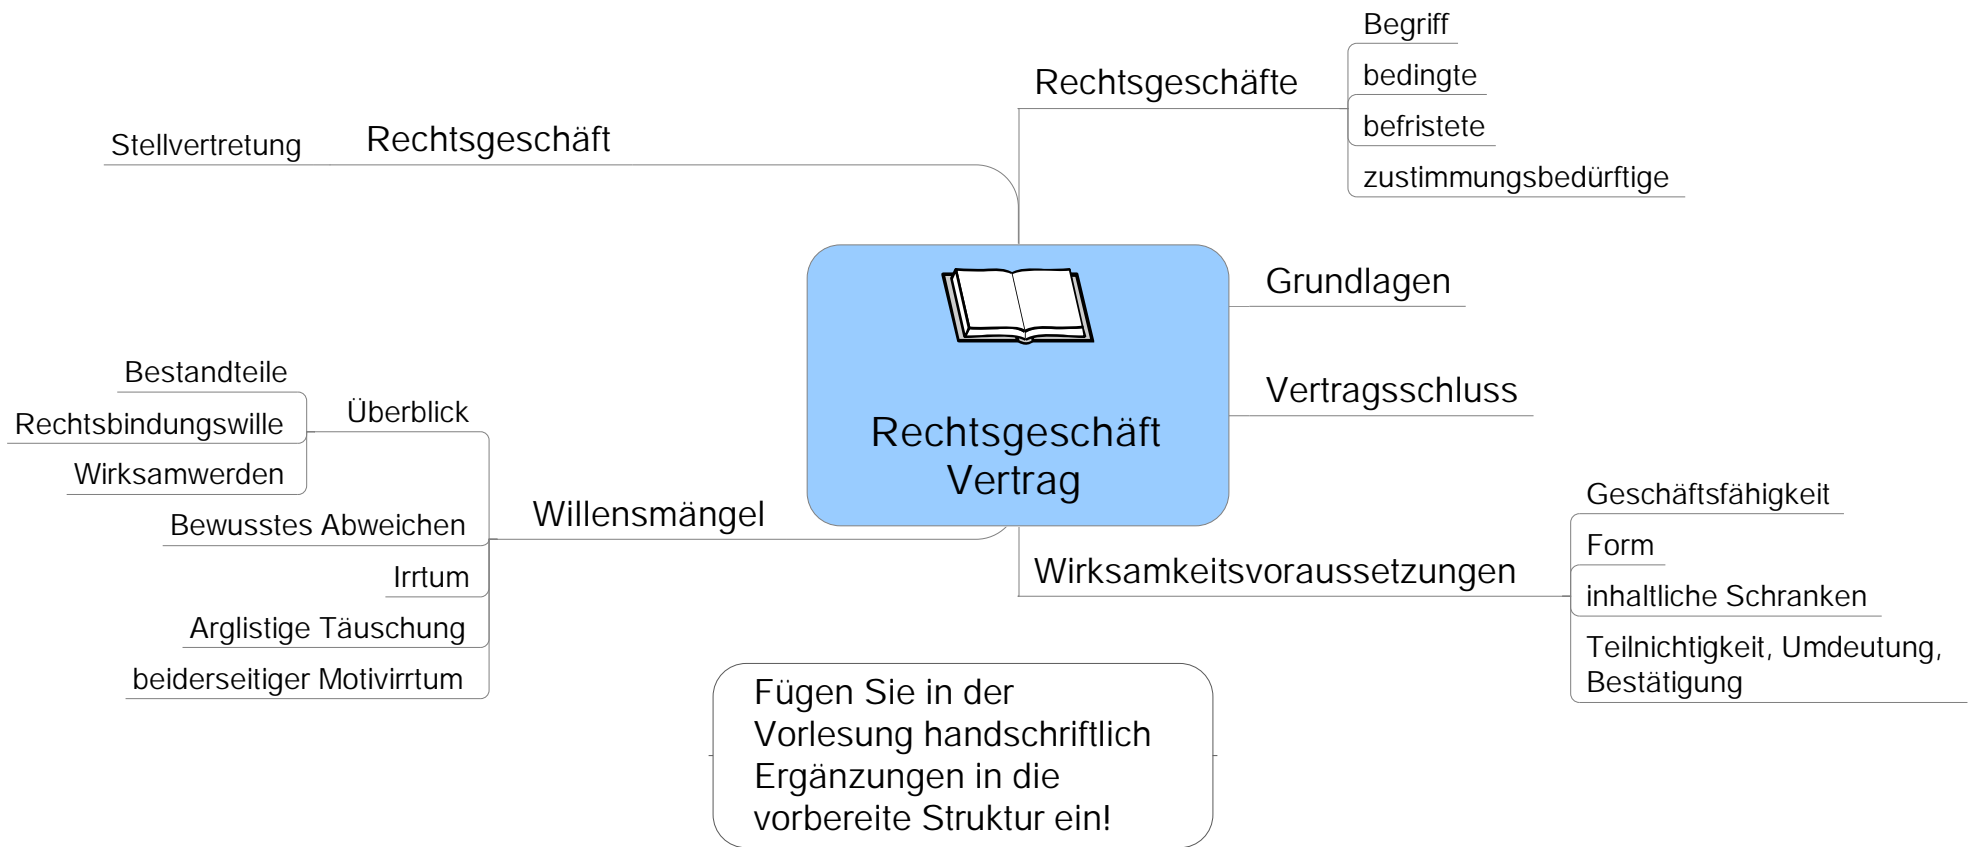 Rechtsgeschäft
Vertrag
Rechtsgeschäfte
Begriff
bedingte
befristete
zustimmungsbedürftige
Grundlagen
Vertragsschluss
Wirksamkeitsvoraussetzungen
Geschäftsfähigkeit
Form
inhaltliche Schranken
Teilnichtigkeit, Umdeutung,
Bestätigung
Willensmängel
Überblick
Bestandteile
Rechtsbindungswille
Wirksamwerden
Bewusstes Abweichen
Irrtum
Arglistige Täuschung
beiderseitiger Motivirrtum
Rechtsgeschäft
Stellvertretung
Fügen Sie in der
Vorlesung handschriftlich
Ergänzungen in die
vorbereite Struktur ein!